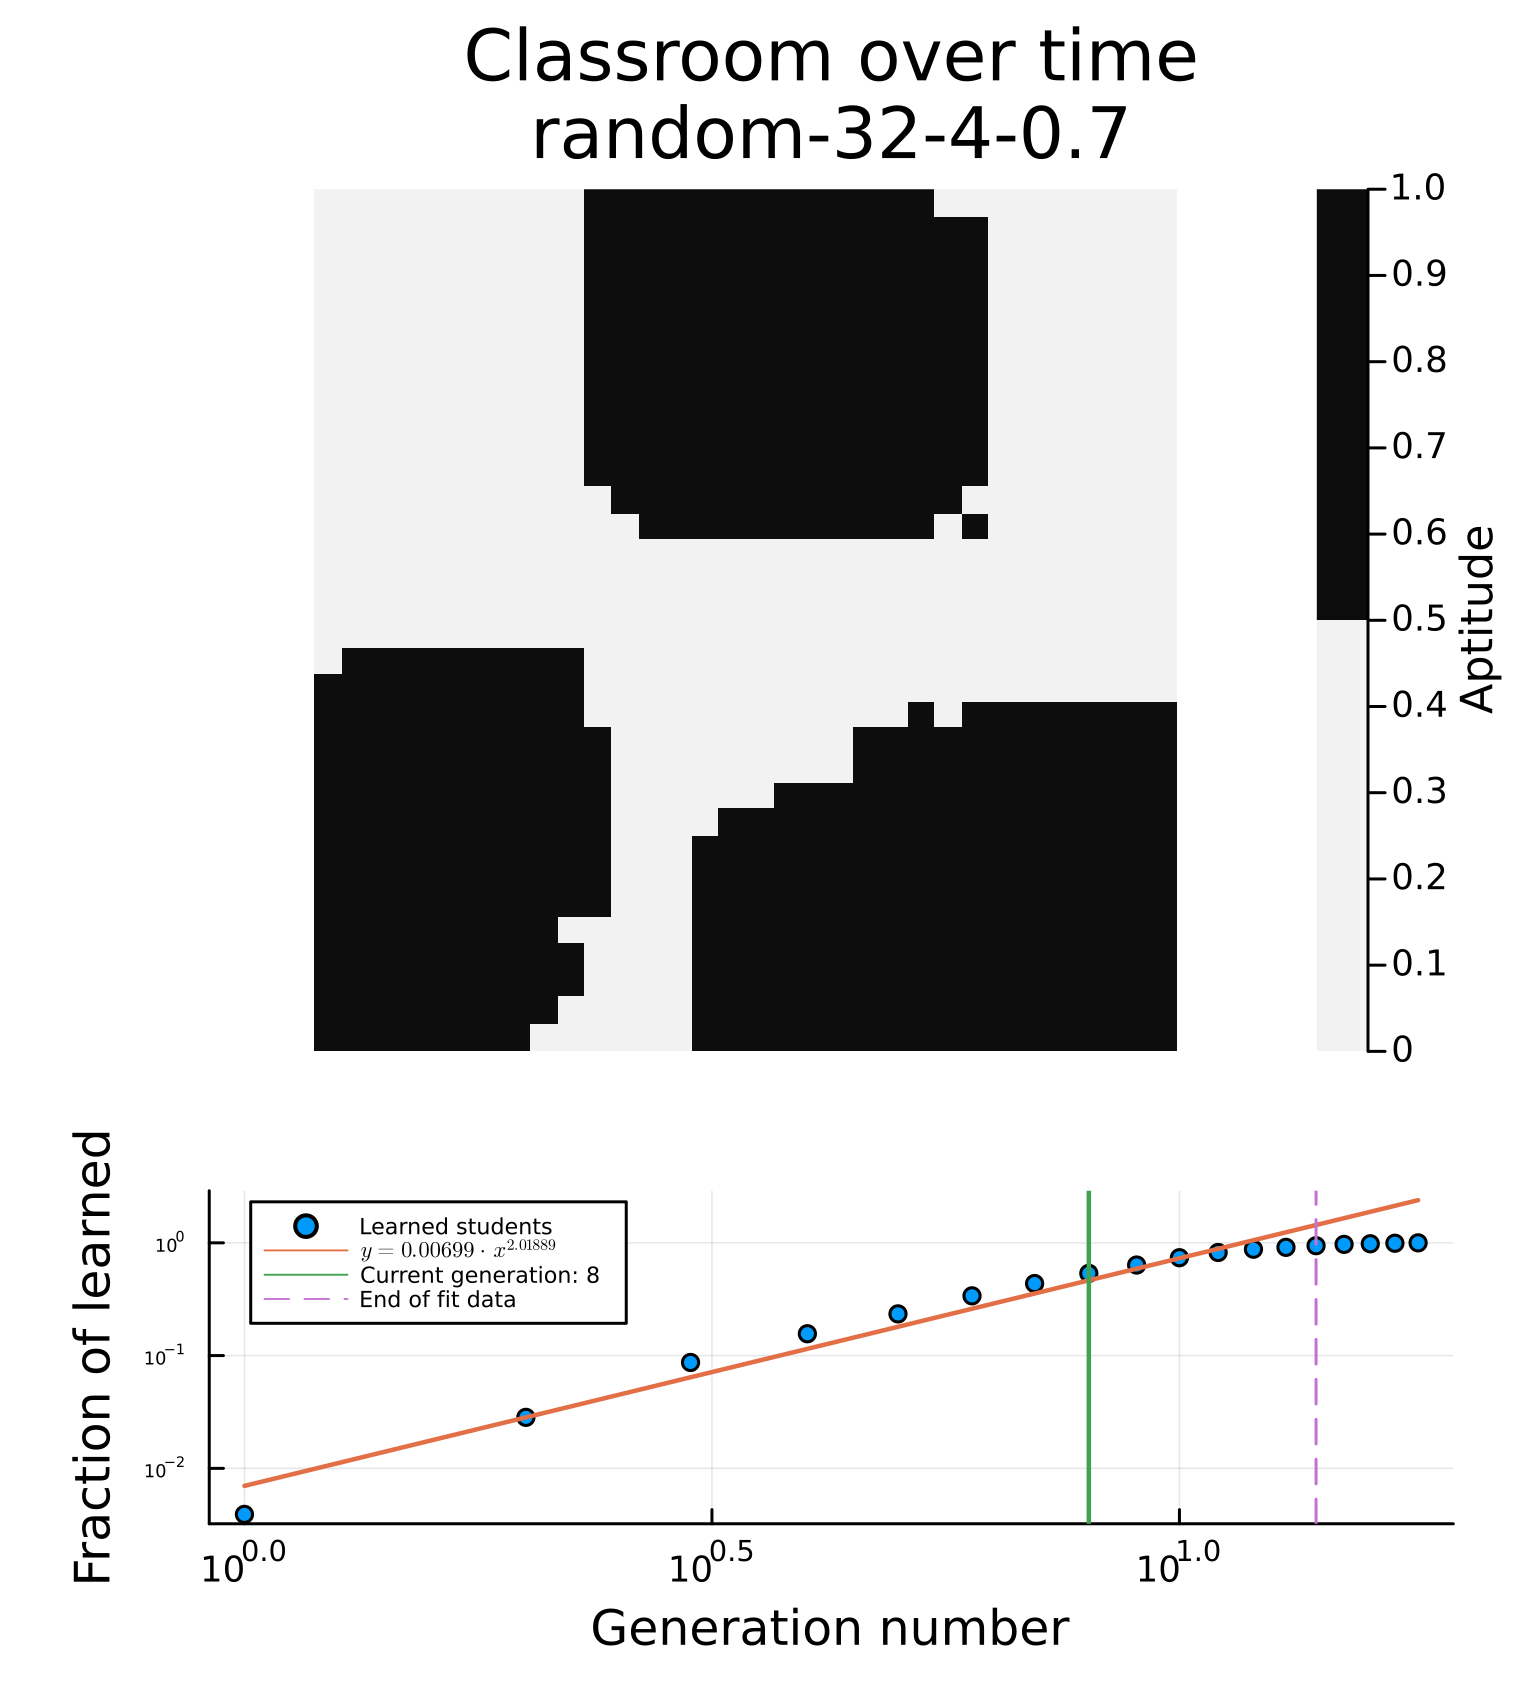 Classroom over time
random-32-4-0.7
1.0
0.9
0.8
0.7
0.6
0.5
0.4
0.3
0.2
0.1
0
Aptitude
Fraction of learned
10⁰
10⁻¹
10⁻²
Learned students
y = 0.00699 · x^2.01889
Current generation: 8
End of fit data
10^0.0 10^0.5 10^1.0
Generation number